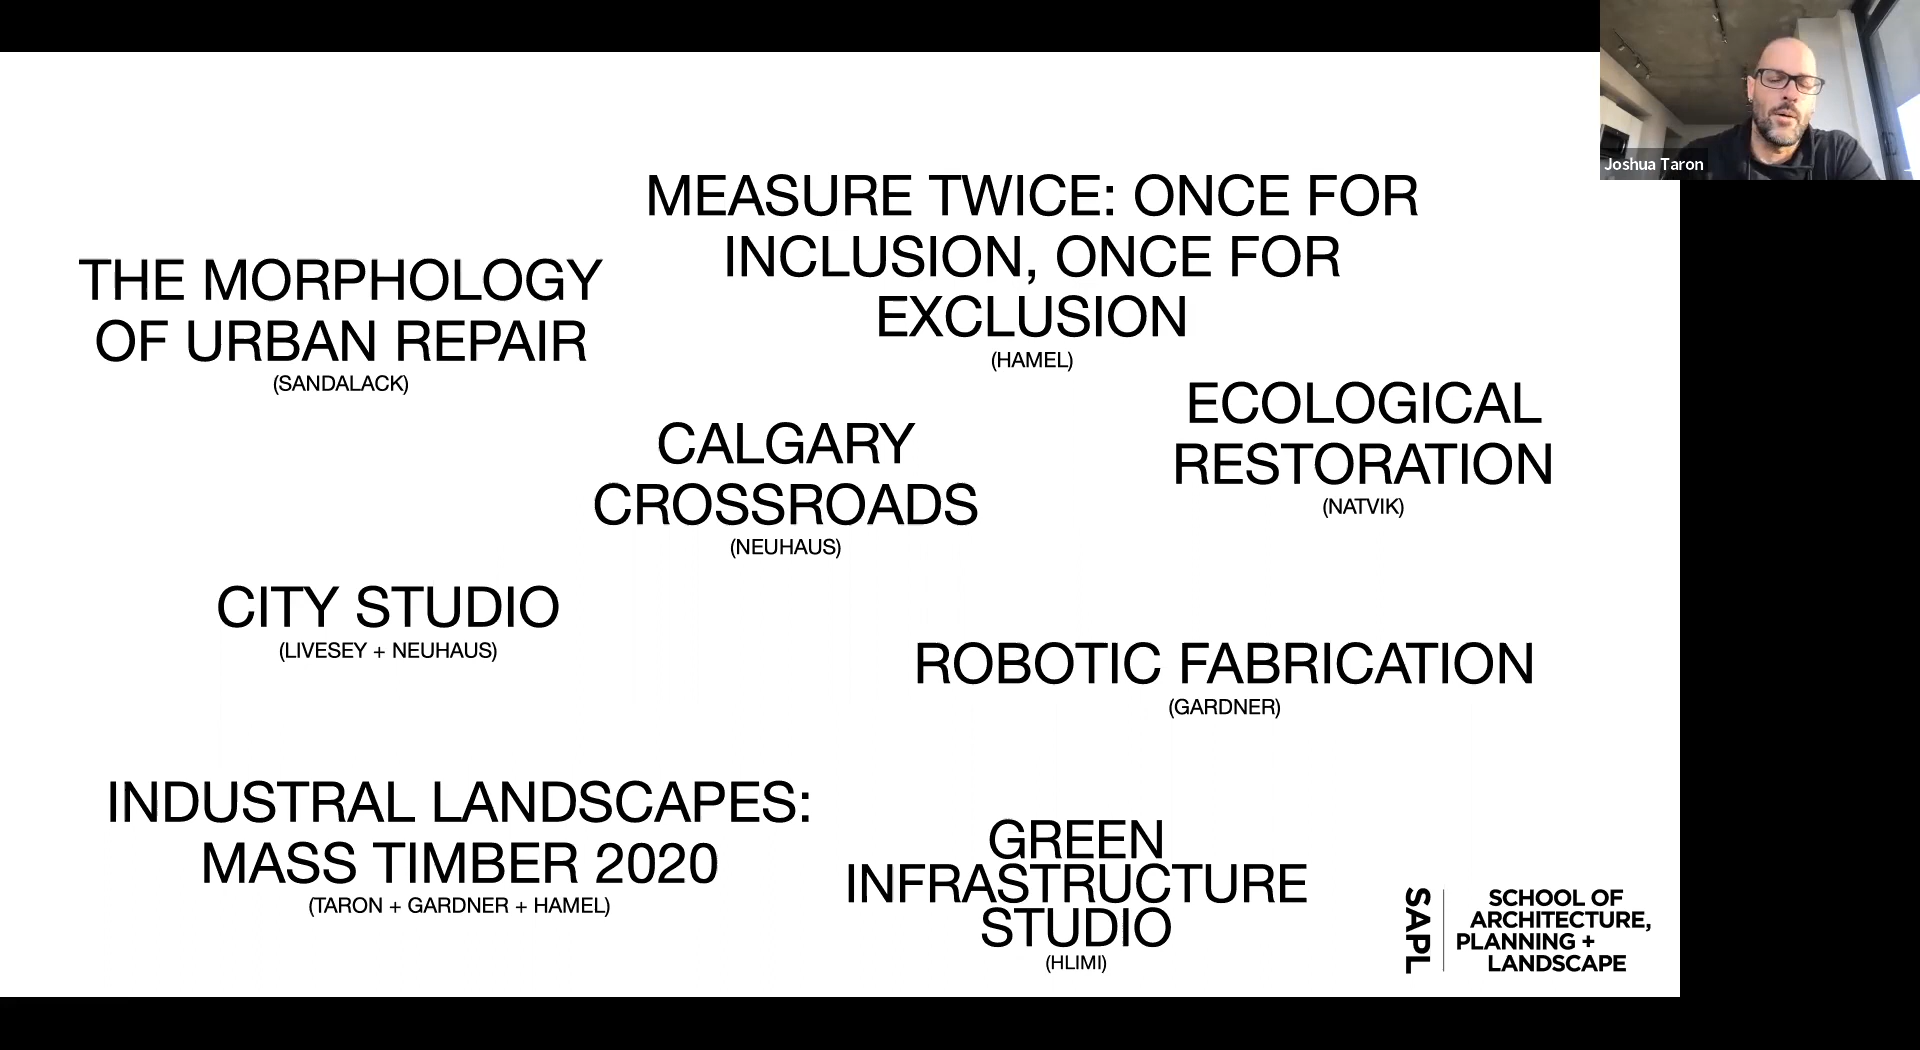 Joshua Taron
MEASURE TWICE: ONCE FOR
INCLUSION, ONCE FOR
EXCLUSION
(HAMEL)
THE MORPHOLOGY
OF URBAN REPAIR
(SANDALACK)
ECOLOGICAL
RESTORATION
(NATVIK)
CALGARY
CROSSROADS
(NEUHAUS)
CITY STUDIO
(LIVESEY + NEUHAUS)
ROBOTIC FABRICATION
(GARDNER)
INDUSTRAL LANDSCAPES:
MASS TIMBER 2020
(TARON + GARDNER + HAMEL)
GREEN
INFRASTRUCTURE
STUDIO
(HLIMI)
SAPL
SCHOOL OF
ARCHITECTURE,
PLANNING +
LANDSCAPE